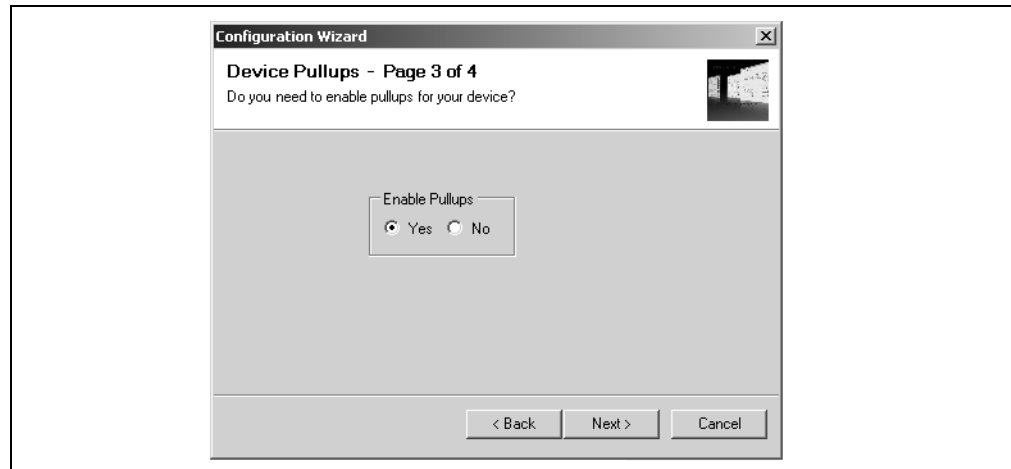 Configuration Wizard
Device Pullups - Page 3 of 4
Do you need to enable pullups for your device?
Enable Pullups
Yes No
< Back Next > Cancel